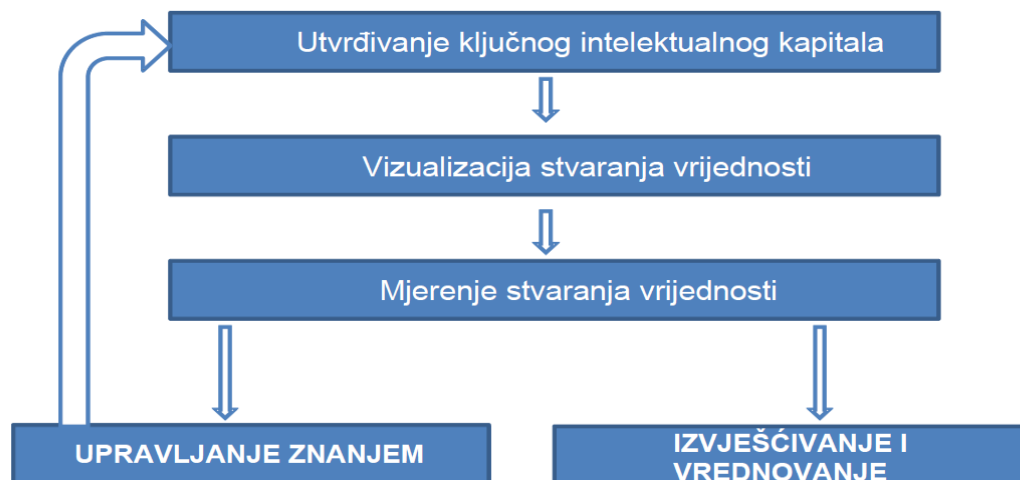 Utvrđivanje ključnog intelektualnog kapitala
Vizualizacija stvaranja vrijednosti
Mjerenje stvaranja vrijednosti
UPRAVLJANJE ZNANJEM
IZVJEŠĆIVANJE I
VREDNOVANJE